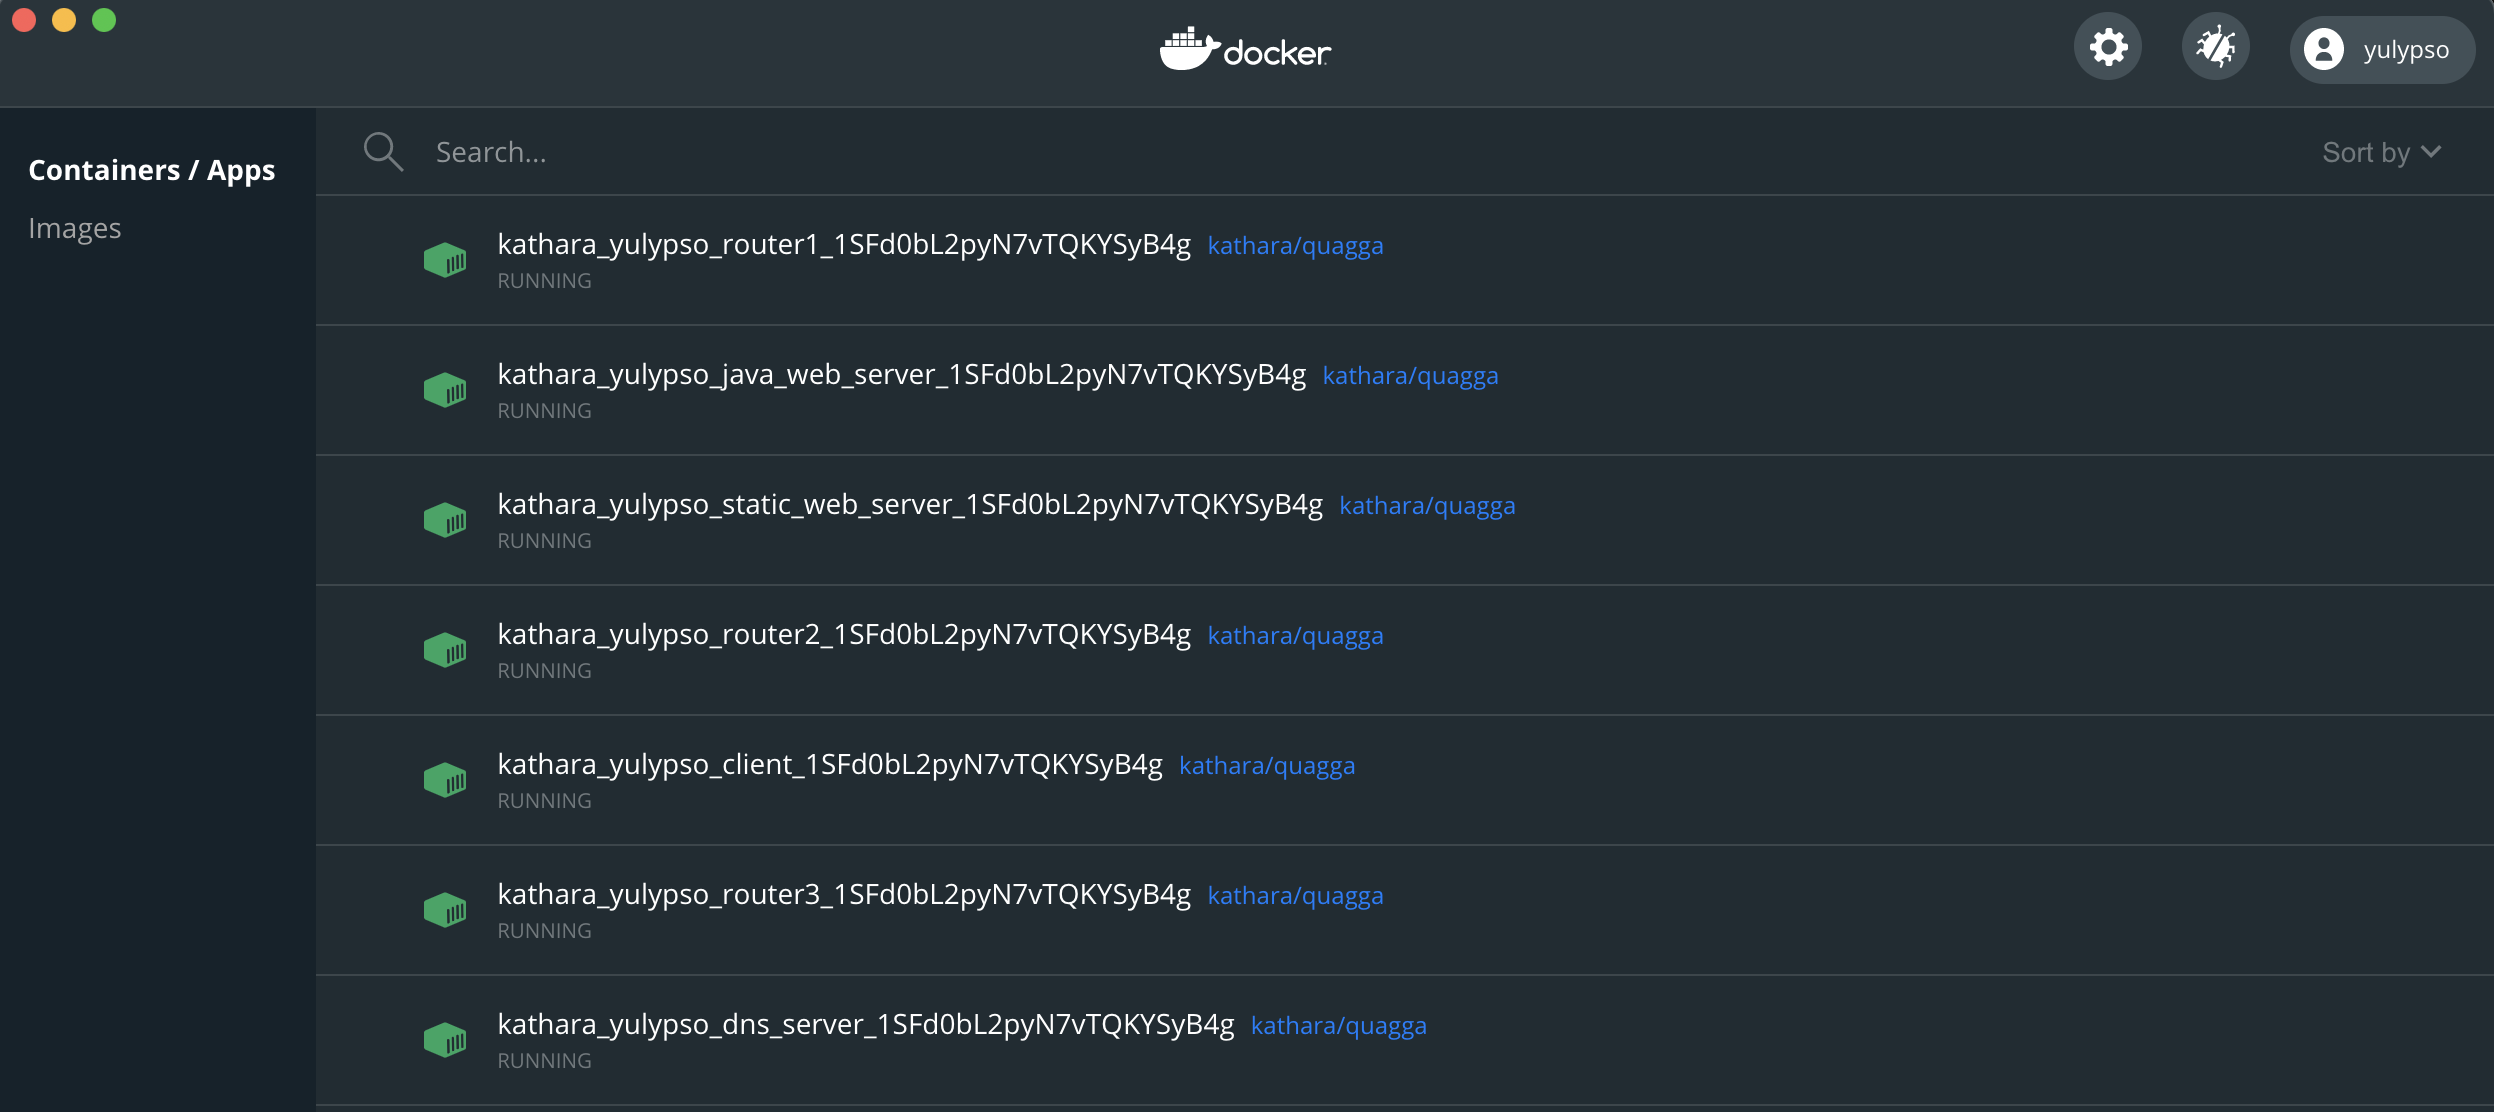 docker
yulypso
Containers / Apps
Images
Search...
Sort by
kathara_yulypso_router1_1SFd0bL2pyN7vTQKYSyB4g kathara/quagga
RUNNING
kathara_yulypso_java_web_server_1SFd0bL2pyN7vTQKYSyB4g kathara/quagga
RUNNING
kathara_yulypso_static_web_server_1SFd0bL2pyN7vTQKYSyB4g kathara/quagga
RUNNING
kathara_yulypso_router2_1SFd0bL2pyN7vTQKYSyB4g kathara/quagga
RUNNING
kathara_yulypso_client_1SFd0bL2pyN7vTQKYSyB4g kathara/quagga
RUNNING
kathara_yulypso_router3_1SFd0bL2pyN7vTQKYSyB4g kathara/quagga
RUNNING
kathara_yulypso_dns_server_1SFd0bL2pyN7vTQKYSyB4g kathara/quagga
RUNNING